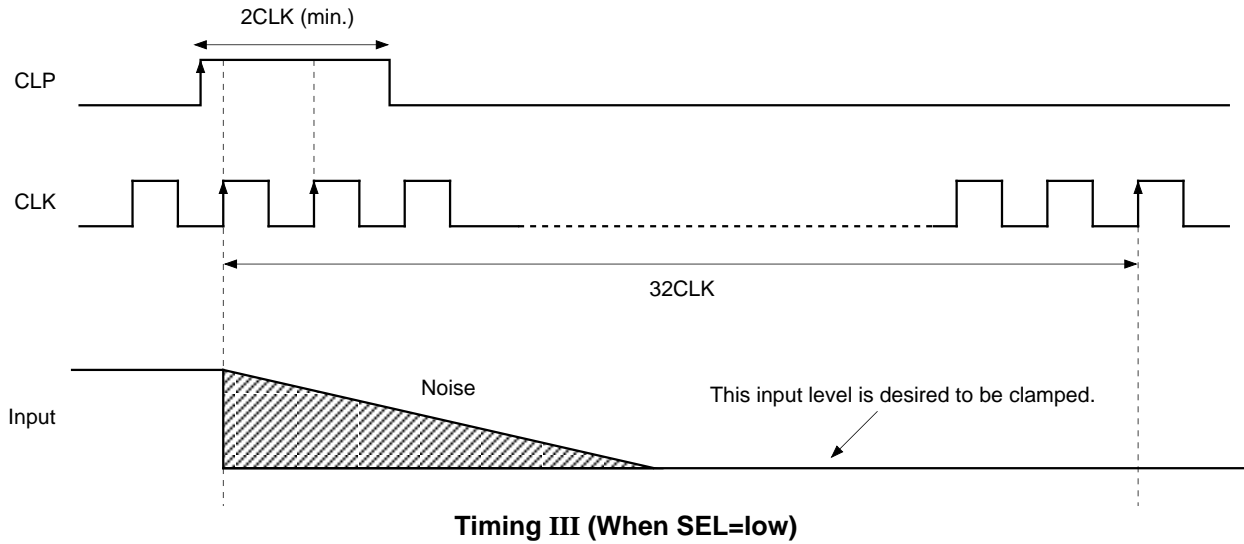 2CLK (min.)
CLP
CLK
32CLK
Noise
This input level is desired to be clamped.
Input
Timing III (When SEL=low)